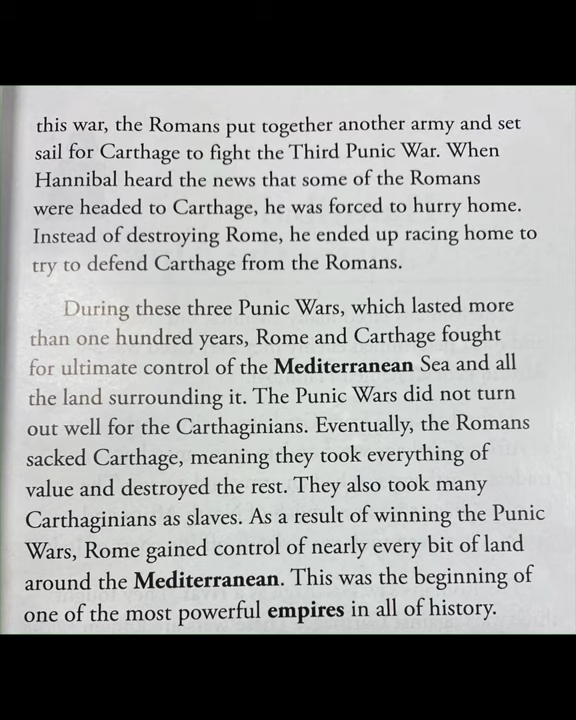 this war, the Romans put together another army and set
sail for Carthage to fight the Third Punic War. When
Hannibal heard the news that some of the Romans
were headed to Carthage, he was forced to hurry home.
Instead of destroying Rome, he ended up racing home to
try to defend Carthage from the Romans.
During these three Punic Wars, which lasted more
than one hundred years, Rome and Carthage fought
for ultimate control of the Mediterranean Sea and all
the land surrounding it. The Punic Wars did not turn
out well for the Carthaginians. Eventually, the Romans
sacked Carthage, meaning they took everything of
value and destroyed the rest. They also took many
Carthaginians as slaves. As a result of winning the Punic
Wars, Rome gained control of nearly every bit of land
around the Mediterranean. This was the beginning of
one of the most powerful empires in all of history.